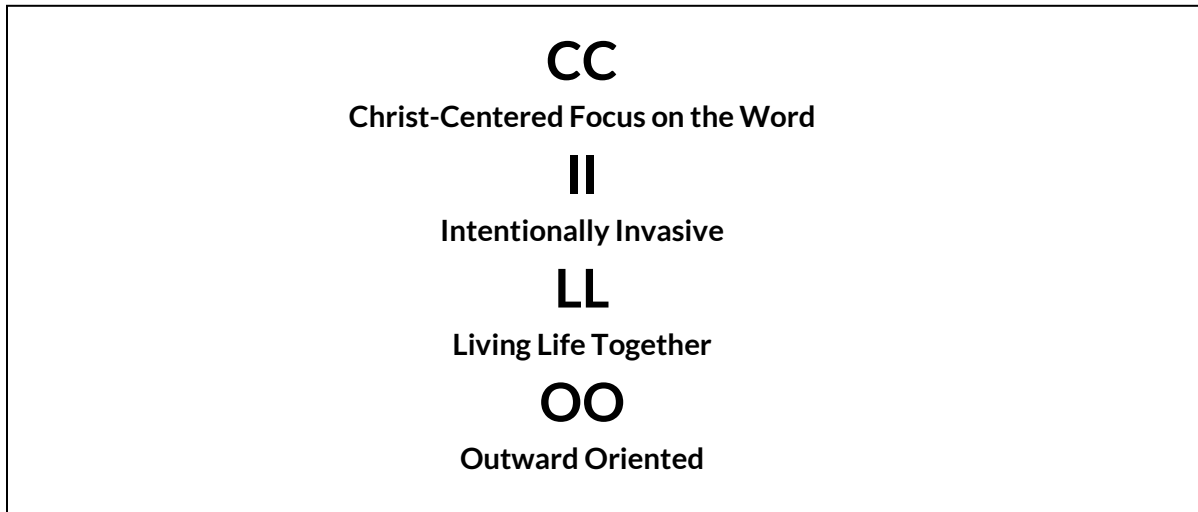 CC
Christ-Centered Focus on the Word
II
Intentionally Invasive
LL
Living Life Together
OO
Outward Oriented